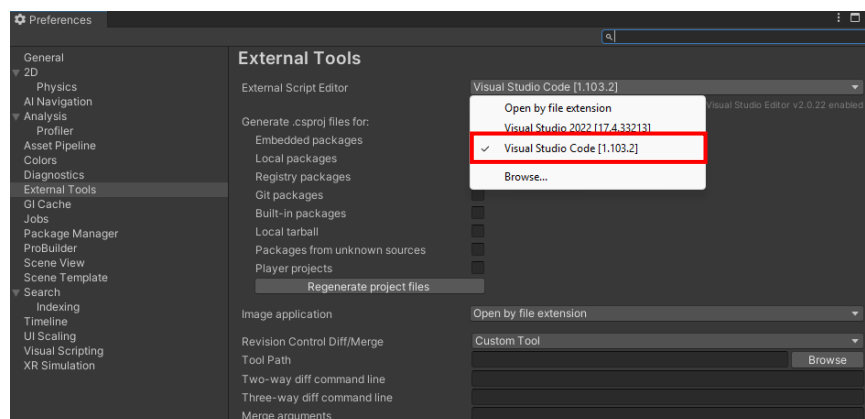 Preferences
General
2D
Physics
AI Navigation
Analysis
Profiler
Asset Pipeline
Colors
Diagnostics
External Tools
GI Cache
Jobs
Package Manager
ProBuilder
Scene View
Scene Template
Search
Indexing
Timeline
UI Scaling
Visual Scripting
XR Simulation
External Tools
External Script Editor
Visual Studio Code [1.103.2]
Visual Studio Editor v2.0.22 enabled
Open by file extension
Visual Studio 2022 [17.4.33213]
Visual Studio Code [1.103.2]
Browse...
Generate .csproj files for:
Embedded packages
Local packages
Registry packages
Git packages
Built-in packages
Local tarball
Packages from unknown sources
Player projects
Regenerate project files
Image application
Open by file extension
Revision Control Diff/Merge
Custom Tool
Tool Path
Browse
Two-way diff command line
Three-way diff command line
Merge arguments